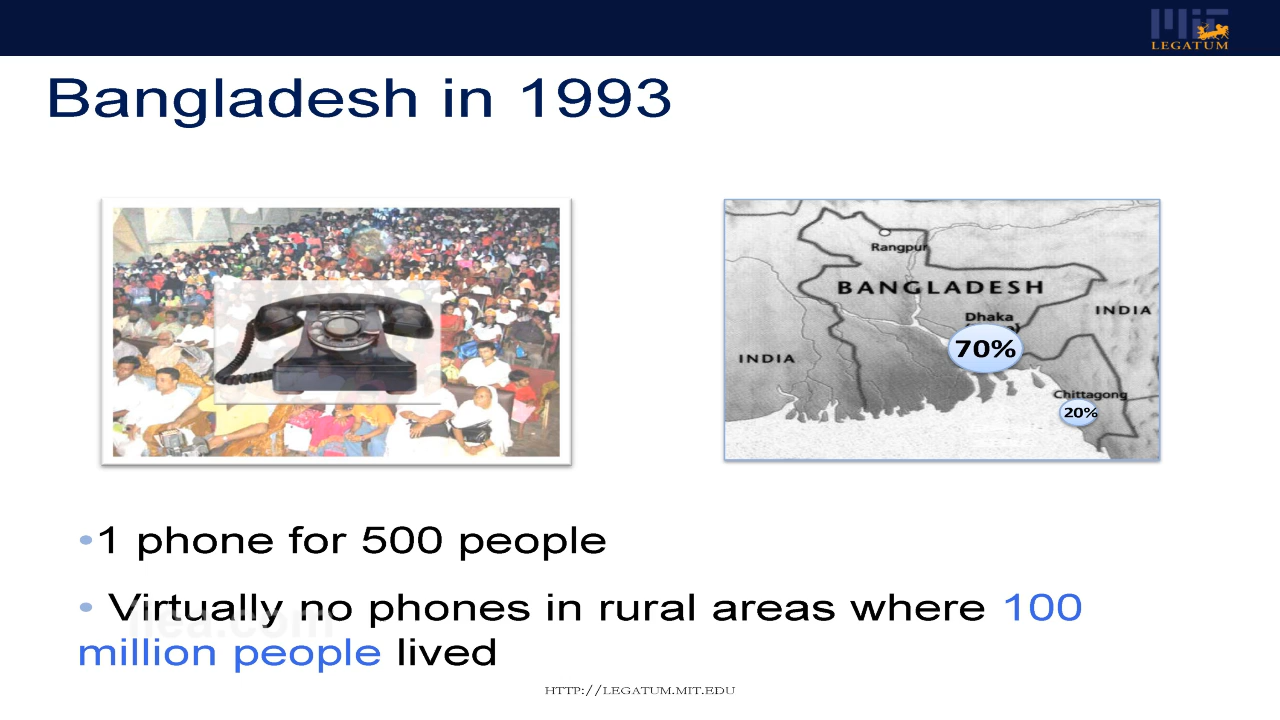 MIT
LEGATUM
Bangladesh in 1993
Rangpur
BANGLADESH
INDIA
Dhaka
70%
INDIA
Chittagong
20%
•1 phone for 500 people
• Virtually no phones in rural areas where 100
million people lived
HTTP://LEGATUM.MIT.EDU